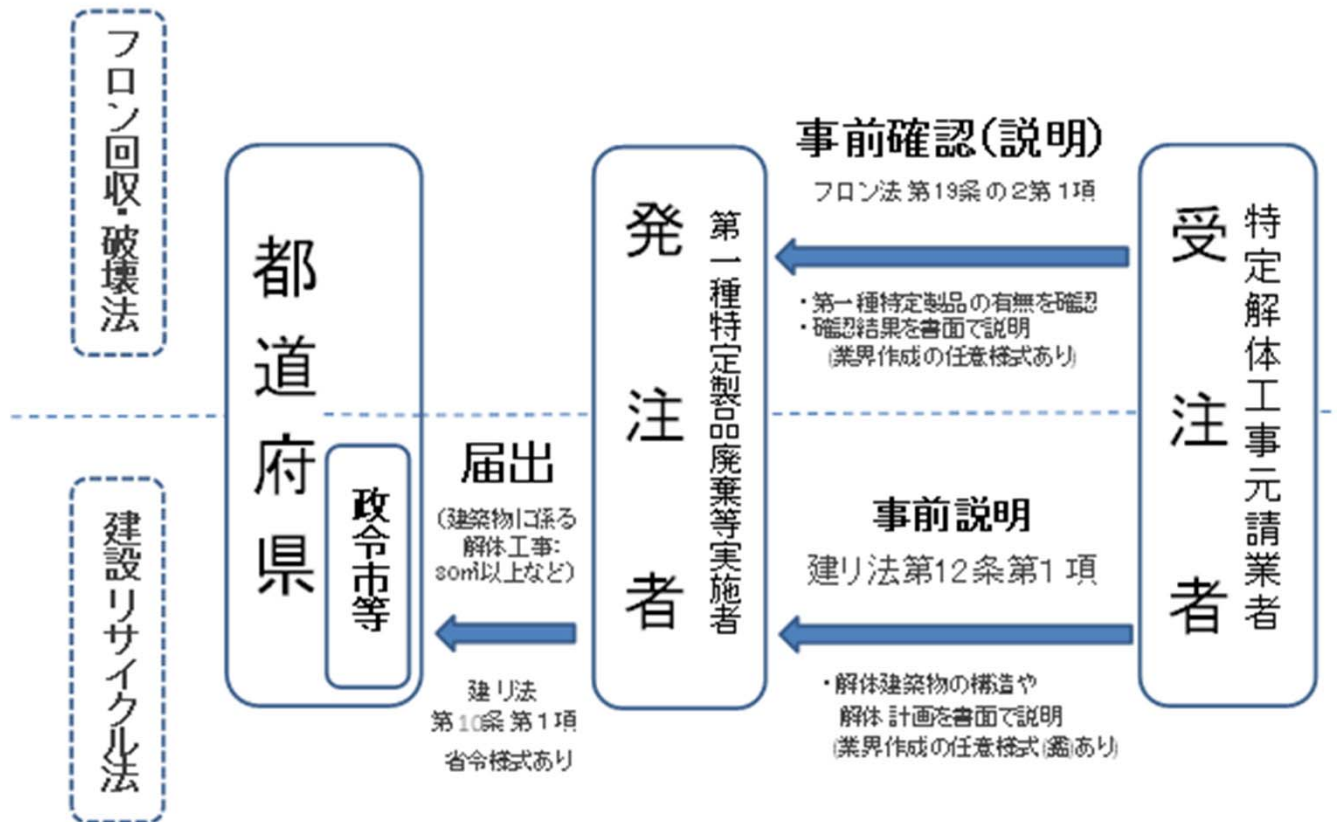 フロン回収・破壊法
建設リサイクル法
都道府県
政令市等
届出
(建築物に係る
解体工事:
80㎡以上など)
建リ法
第10条第1項
省令様式あり
発注者
第一種特定製品廃棄等実施者
事前確認(説明)
フロン法第19条の2第1項
・第一種特定製品の有無を確認
・確認結果を書面で説明
(業界作成の任意様式あり)
事前説明
建リ法第12条第1項
・解体建築物の構造や
解体計画を書面で説明
(業界作成の任意様式(鑑)あり)
受注者
特定解体工事元請業者